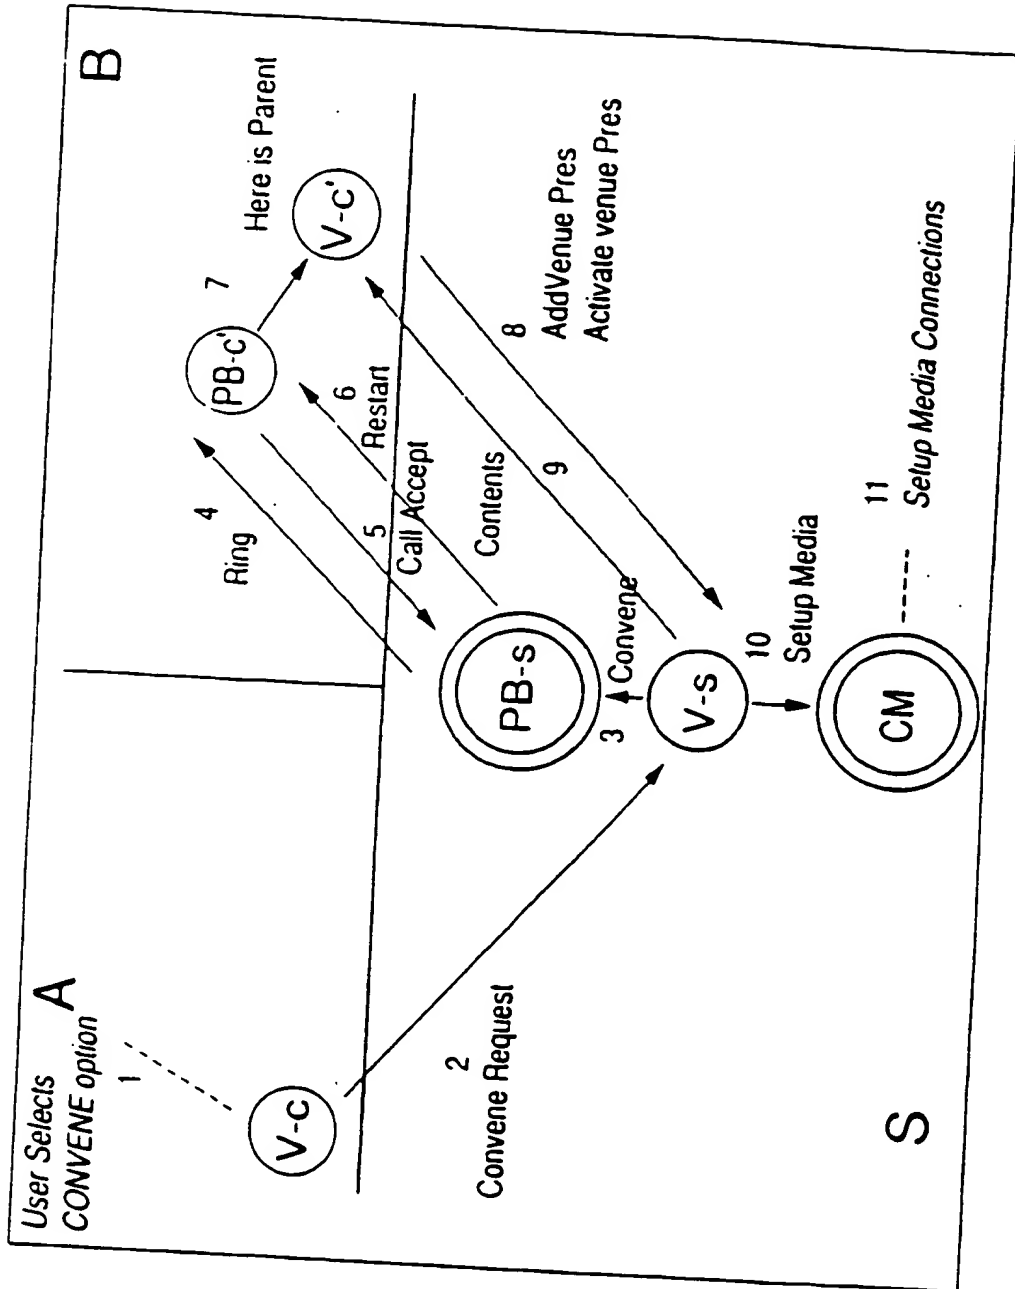 User Selects
CONVENE option
A
1
V-c
2
Convene Request
B
4
Ring
PB-c'
7
Here is Parent
V-c'
5
Call Accept
6
Restart
PB-s
3
Convene
Contents
9
8
AddVenue Pres
Activate venue Pres
V-s
10
Setup Media
CM
11
Setup Media Connections
S